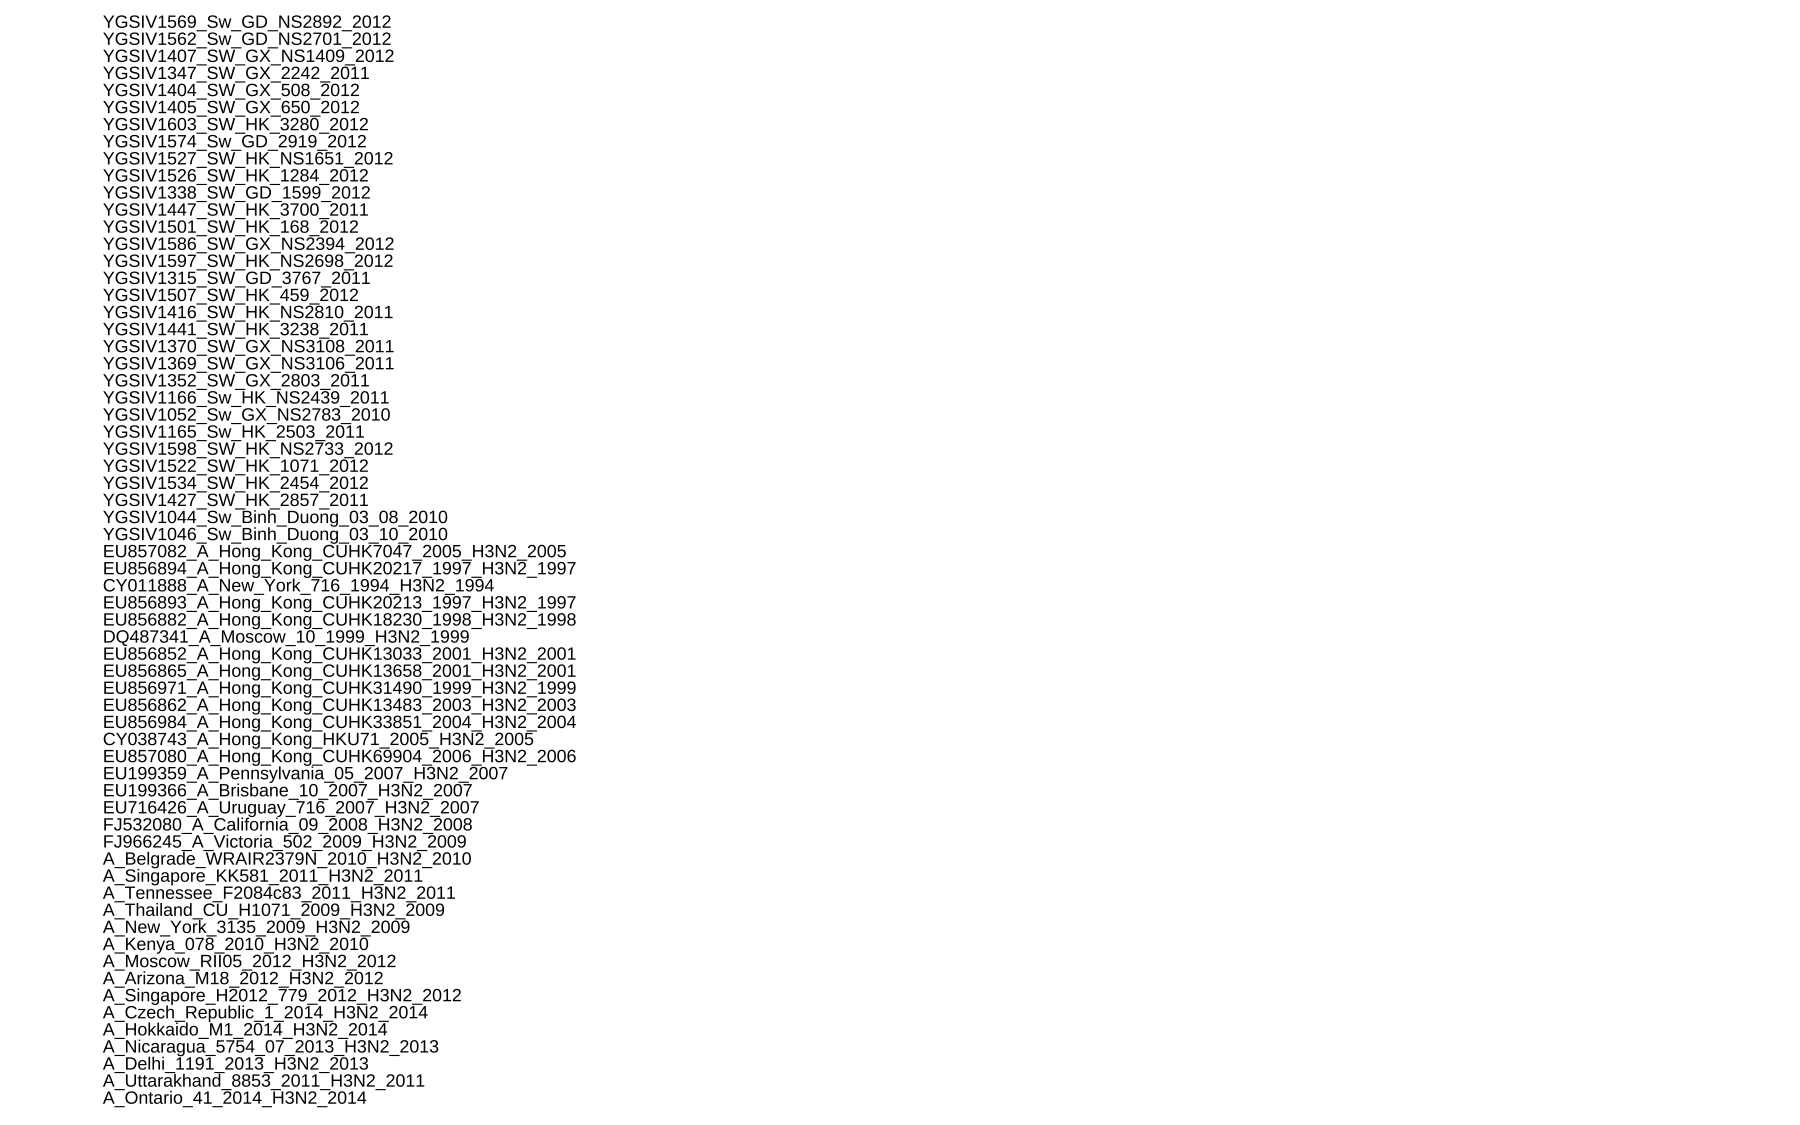 YGSIV1569_Sw_GD_NS2892_2012
YGSIV1562_Sw_GD_NS2701_2012
YGSIV1407_SW_GX_NS1409_2012
YGSIV1347_SW_GX_2242_2011
YGSIV1404_SW_GX_508_2012
YGSIV1405_SW_GX_650_2012
YGSIV1603_SW_HK_3280_2012
YGSIV1574_Sw_GD_2919_2012
YGSIV1527_SW_HK_NS1651_2012
YGSIV1526_SW_HK_1284_2012
YGSIV1338_SW_GD_1599_2012
YGSIV1447_SW_HK_3700_2011
YGSIV1501_SW_HK_168_2012
YGSIV1586_SW_GX_NS2394_2012
YGSIV1597_SW_HK_NS2698_2012
YGSIV1315_SW_GD_3767_2011
YGSIV1507_SW_HK_459_2012
YGSIV1416_SW_HK_NS2810_2011
YGSIV1441_SW_HK_3238_2011
YGSIV1370_SW_GX_NS3108_2011
YGSIV1369_SW_GX_NS3106_2011
YGSIV1352_SW_GX_2803_2011
YGSIV1166_Sw_HK_NS2439_2011
YGSIV1052_Sw_GX_NS2783_2010
YGSIV1165_Sw_HK_2503_2011
YGSIV1598_SW_HK_NS2733_2012
YGSIV1522_SW_HK_1071_2012
YGSIV1534_SW_HK_2454_2012
YGSIV1427_SW_HK_2857_2011
YGSIV1044_Sw_Binh_Duong_03_08_2010
YGSIV1046_Sw_Binh_Duong_03_10_2010
EU857082_A_Hong_Kong_CUHK7047_2005_H3N2_2005
EU856894_A_Hong_Kong_CUHK20217_1997_H3N2_1997
CY011888_A_New_York_716_1994_H3N2_1994
EU856893_A_Hong_Kong_CUHK20213_1997_H3N2_1997
EU856882_A_Hong_Kong_CUHK18230_1998_H3N2_1998
DQ487341_A_Moscow_10_1999_H3N2_1999
EU856852_A_Hong_Kong_CUHK13033_2001_H3N2_2001
EU856865_A_Hong_Kong_CUHK13658_2001_H3N2_2001
EU856971_A_Hong_Kong_CUHK31490_1999_H3N2_1999
EU856862_A_Hong_Kong_CUHK13483_2003_H3N2_2003
EU856984_A_Hong_Kong_CUHK33851_2004_H3N2_2004
CY038743_A_Hong_Kong_HKU71_2005_H3N2_2005
EU857080_A_Hong_Kong_CUHK69904_2006_H3N2_2006
EU199359_A_Pennsylvania_05_2007_H3N2_2007
EU199366_A_Brisbane_10_2007_H3N2_2007
EU716426_A_Uruguay_716_2007_H3N2_2007
FJ532080_A_California_09_2008_H3N2_2008
FJ966245_A_Victoria_502_2009_H3N2_2009
A_Belgrade_WRAIR2379N_2010_H3N2_2010
A_Singapore_KK581_2011_H3N2_2011
A_Tennessee_F2084c83_2011_H3N2_2011
A_Thailand_CU_H1071_2009_H3N2_2009
A_New_York_3135_2009_H3N2_2009
A_Kenya_078_2010_H3N2_2010
A_Moscow_RII05_2012_H3N2_2012
A_Arizona_M18_2012_H3N2_2012
A_Singapore_H2012_779_2012_H3N2_2012
A_Czech_Republic_1_2014_H3N2_2014
A_Hokkaido_M1_2014_H3N2_2014
A_Nicaragua_5754_07_2013_H3N2_2013
A_Delhi_1191_2013_H3N2_2013
A_Uttarakhand_8853_2011_H3N2_2011
A_Ontario_41_2014_H3N2_2014